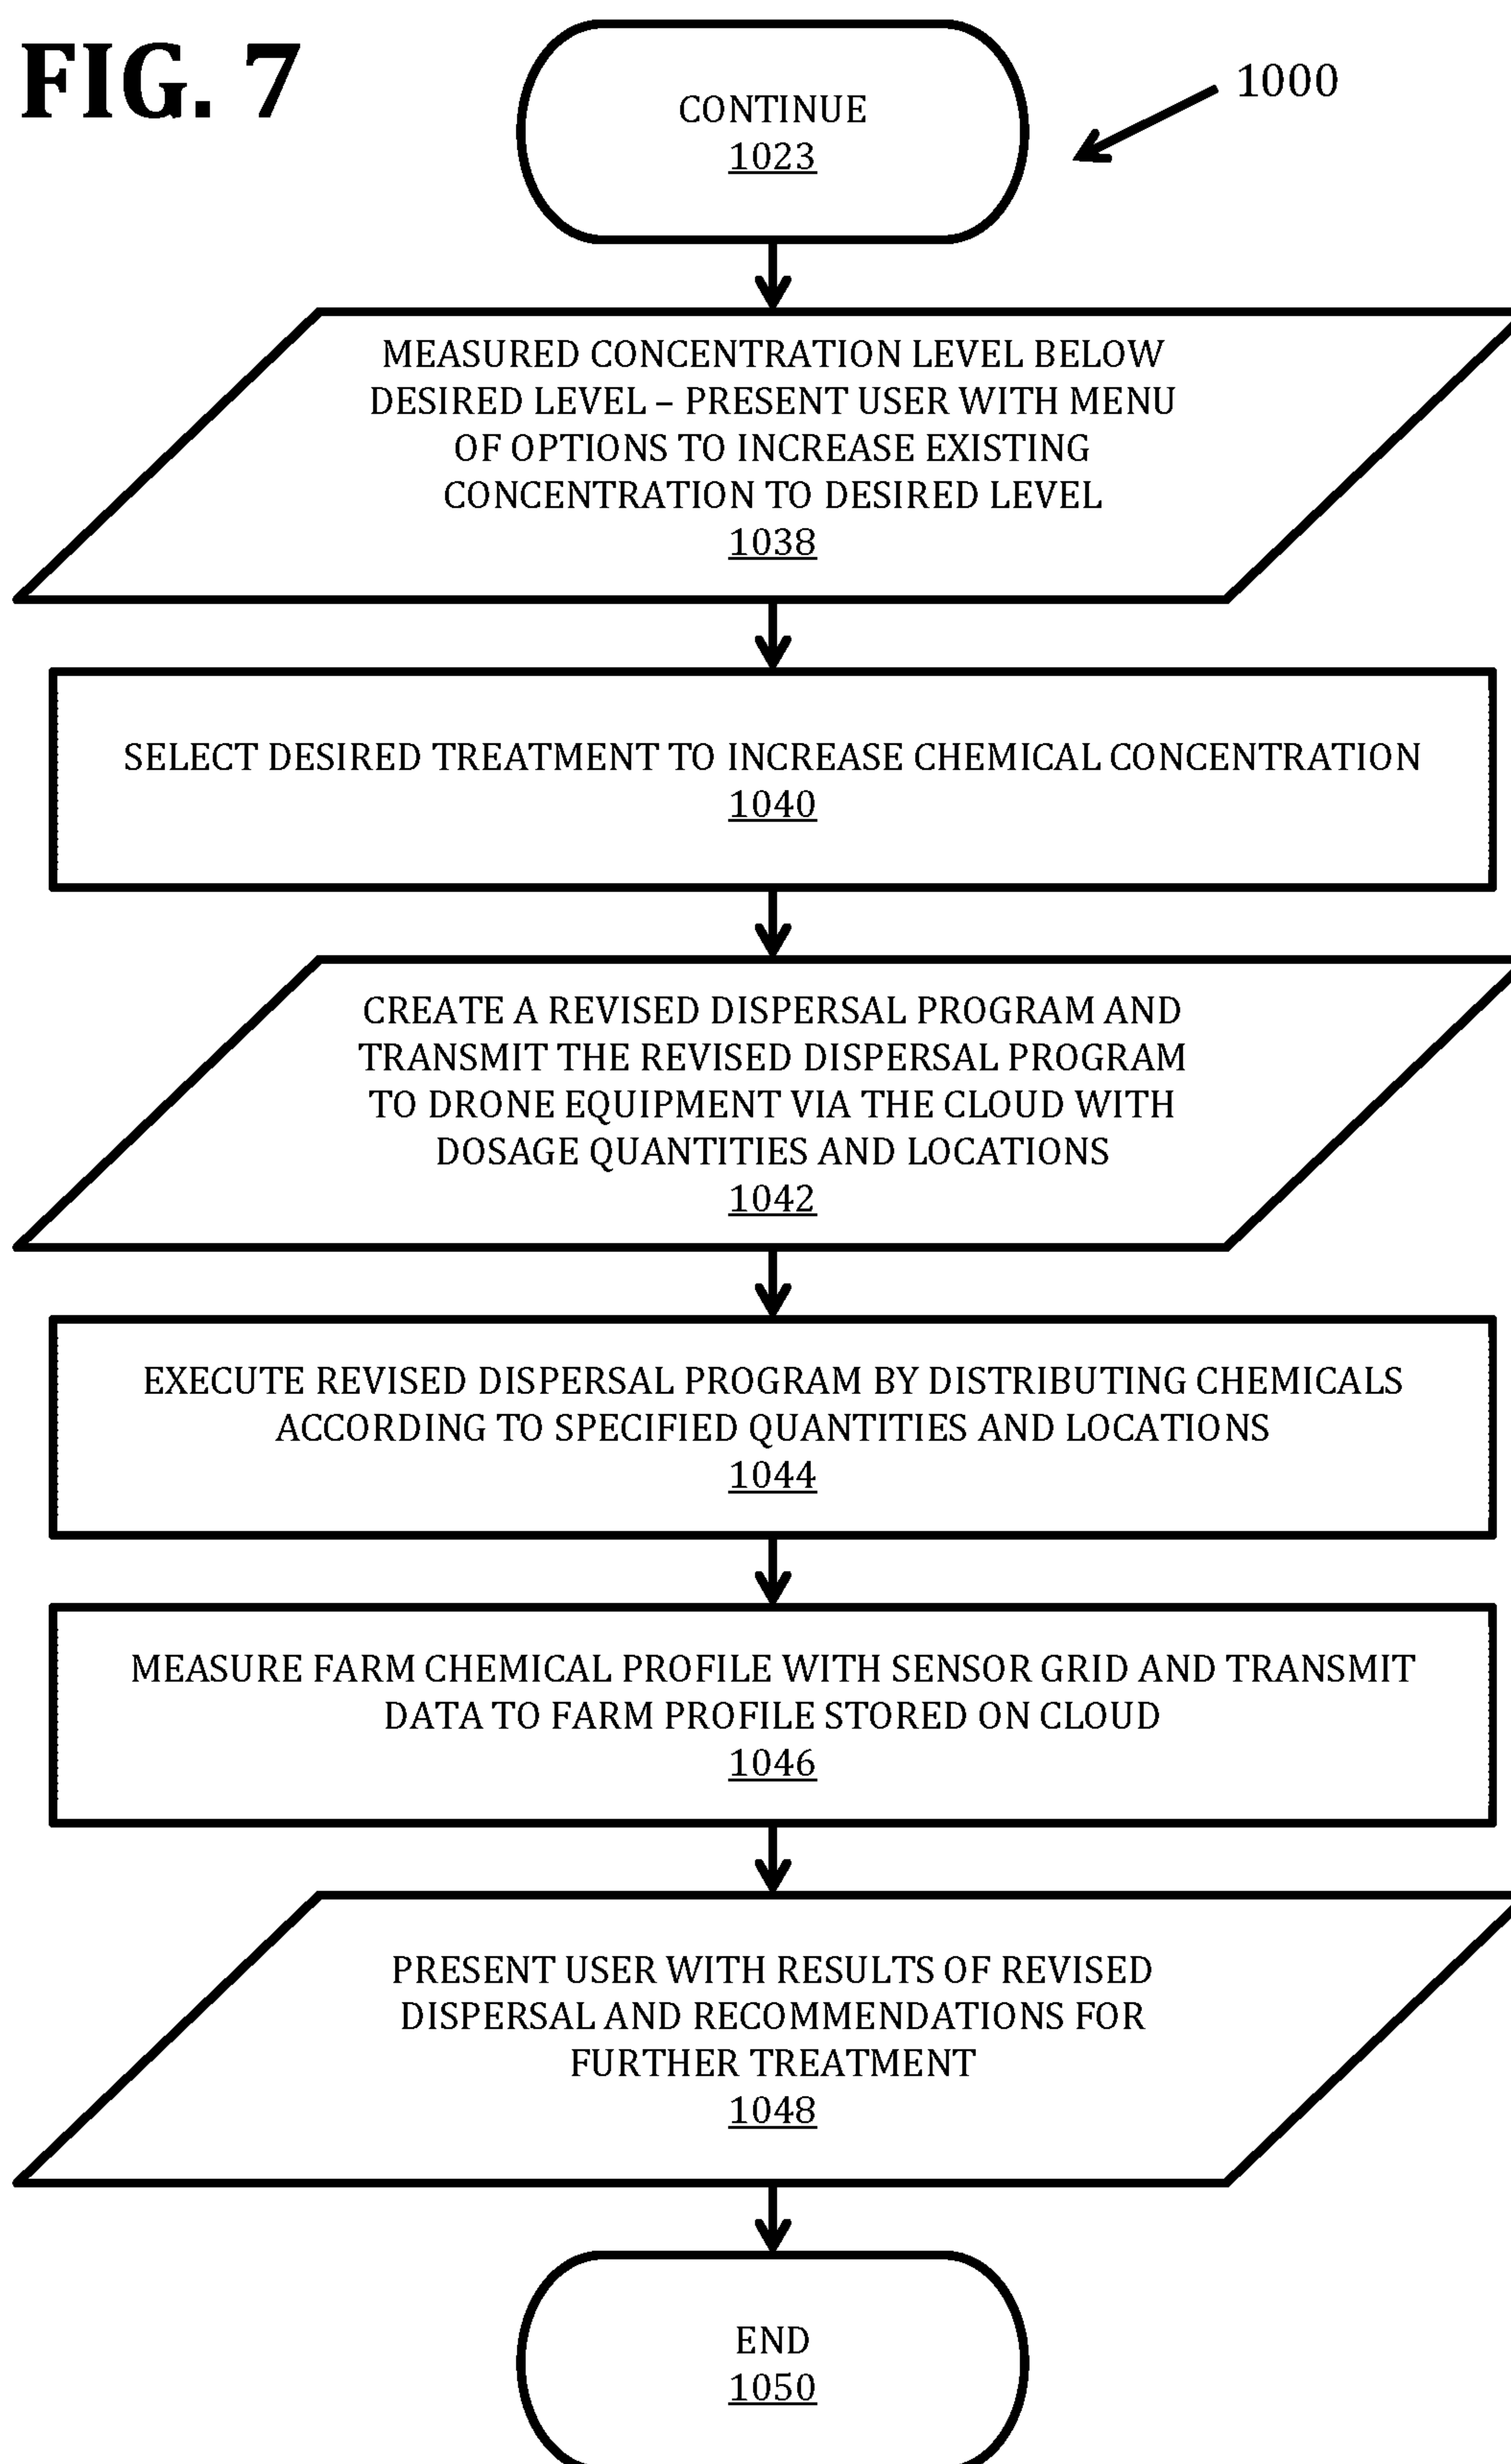 FIG. 7
1000
CONTINUE
1023
MEASURED CONCENTRATION LEVEL BELOW
DESIRED LEVEL – PRESENT USER WITH MENU
OF OPTIONS TO INCREASE EXISTING
CONCENTRATION TO DESIRED LEVEL
1038
SELECT DESIRED TREATMENT TO INCREASE CHEMICAL CONCENTRATION
1040
CREATE A REVISED DISPERSAL PROGRAM AND
TRANSMIT THE REVISED DISPERSAL PROGRAM
TO DRONE EQUIPMENT VIA THE CLOUD WITH
DOSAGE QUANTITIES AND LOCATIONS
1042
EXECUTE REVISED DISPERSAL PROGRAM BY DISTRIBUTING CHEMICALS
ACCORDING TO SPECIFIED QUANTITIES AND LOCATIONS
1044
MEASURE FARM CHEMICAL PROFILE WITH SENSOR GRID AND TRANSMIT
DATA TO FARM PROFILE STORED ON CLOUD
1046
PRESENT USER WITH RESULTS OF REVISED
DISPERSAL AND RECOMMENDATIONS FOR
FURTHER TREATMENT
1048
END
1050